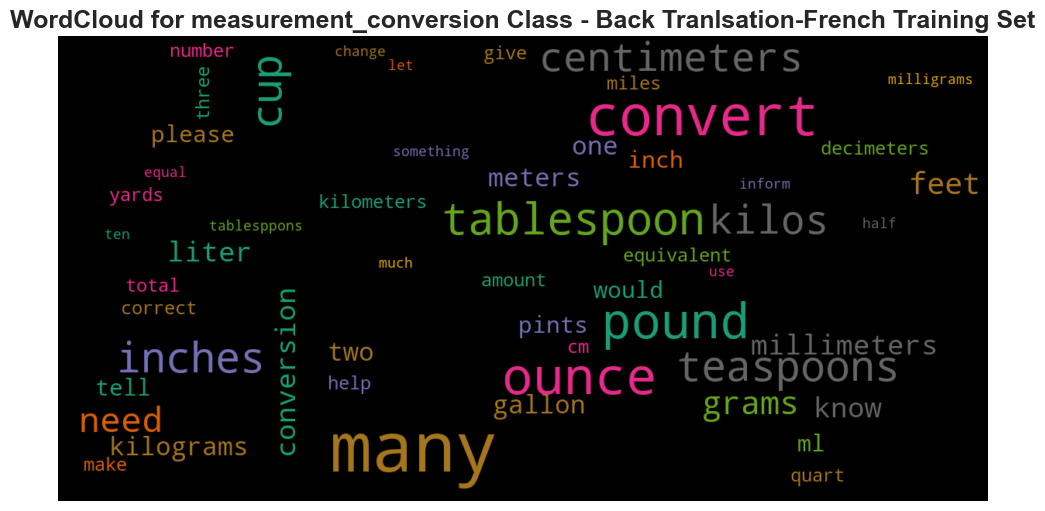 WordCloud for measurement_conversion Class - Back Tranlsation-French Training Set
number
change
let
give
centimeters
three
cup
miles
milligrams
convert
please
something
one
inch
decimeters
equal
meters
inform
feet
yards
kilometers
tablespoon
kilos
half
ten
tablesppons
liter
much
equivalent
use
total
amount
would
correct
conversion
pints
pound
inches
two
cm
millimeters
tell
help
ounce
teaspoons
need
gallon
grams
know
kilograms
many
ml
make
quart